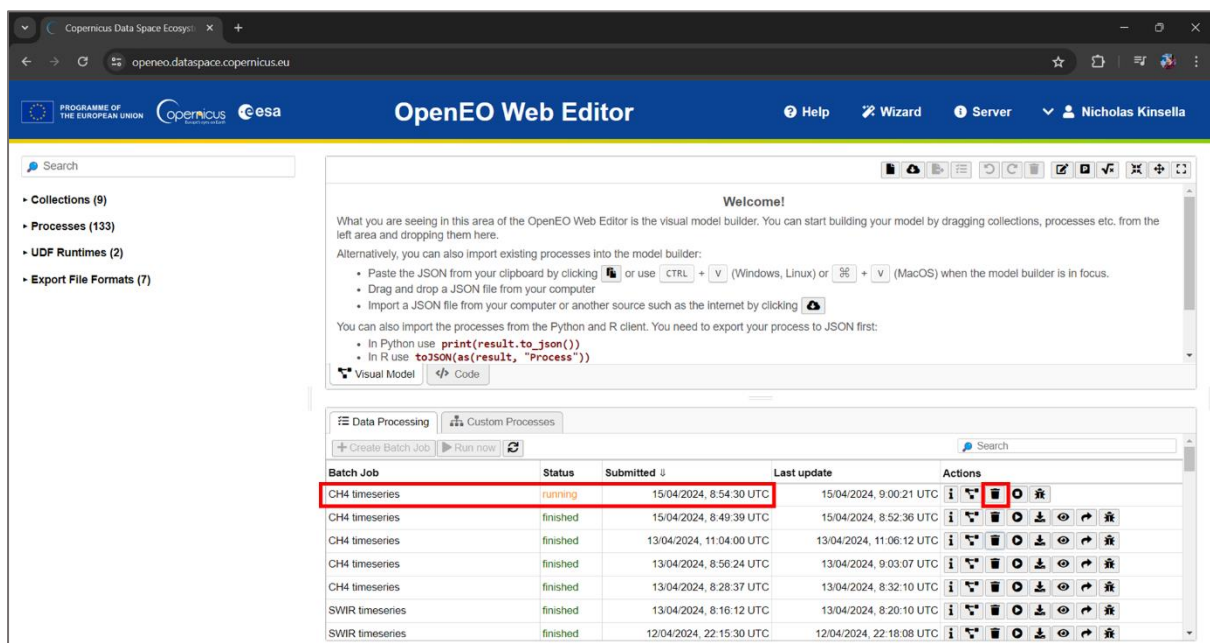 Copernicus Data Space Ecosyst
openeo.dataspace.copernicus.eu
PROGRAMME OF
THE EUROPEAN UNION
opernicus
esa
OpenEO Web Editor
Help
Wizard
Server
Nicholas Kinsella
Search
Collections (9)
Processes (133)
UDF Runtimes (2)
Export File Formats (7)
Welcome!
What you are seeing in this area of the OpenEO Web Editor is the visual model builder. You can start building your model by dragging collections, processes etc. from the
left area and dropping them here.
Alternatively, you can also import existing processes into the model builder:
• Paste the JSON from your clipboard by clicking or use CTRL + V (Windows, Linux) or ⌘ + V (MacOS) when the model builder is in focus.
• Drag and drop a JSON file from your computer
• Import a JSON file from your computer or another source such as the internet by clicking
You can also import the processes from the Python and R client. You need to export your process to JSON first:
• In Python use print(result.to_json())
• In R use toJSON(as(result, "Process"))
Visual Model </> Code
Data Processing Custom Processes
+ Create Batch Job Run now Search
Batch Job Status Submitted ⇓ Last update Actions
CH4 timeseries running 15/04/2024, 8:54:30 UTC 15/04/2024, 9:00:21 UTC
CH4 timeseries finished 15/04/2024, 8:49:39 UTC 15/04/2024, 8:52:36 UTC
CH4 timeseries finished 13/04/2024, 11:04:00 UTC 13/04/2024, 11:06:12 UTC
CH4 timeseries finished 13/04/2024, 8:56:24 UTC 13/04/2024, 9:03:07 UTC
CH4 timeseries finished 13/04/2024, 8:28:37 UTC 13/04/2024, 8:32:10 UTC
SWIR timeseries finished 13/04/2024, 8:16:12 UTC 13/04/2024, 8:20:10 UTC
SWIR timeseries finished 12/04/2024, 22:15:30 UTC 12/04/2024, 22:18:08 UTC